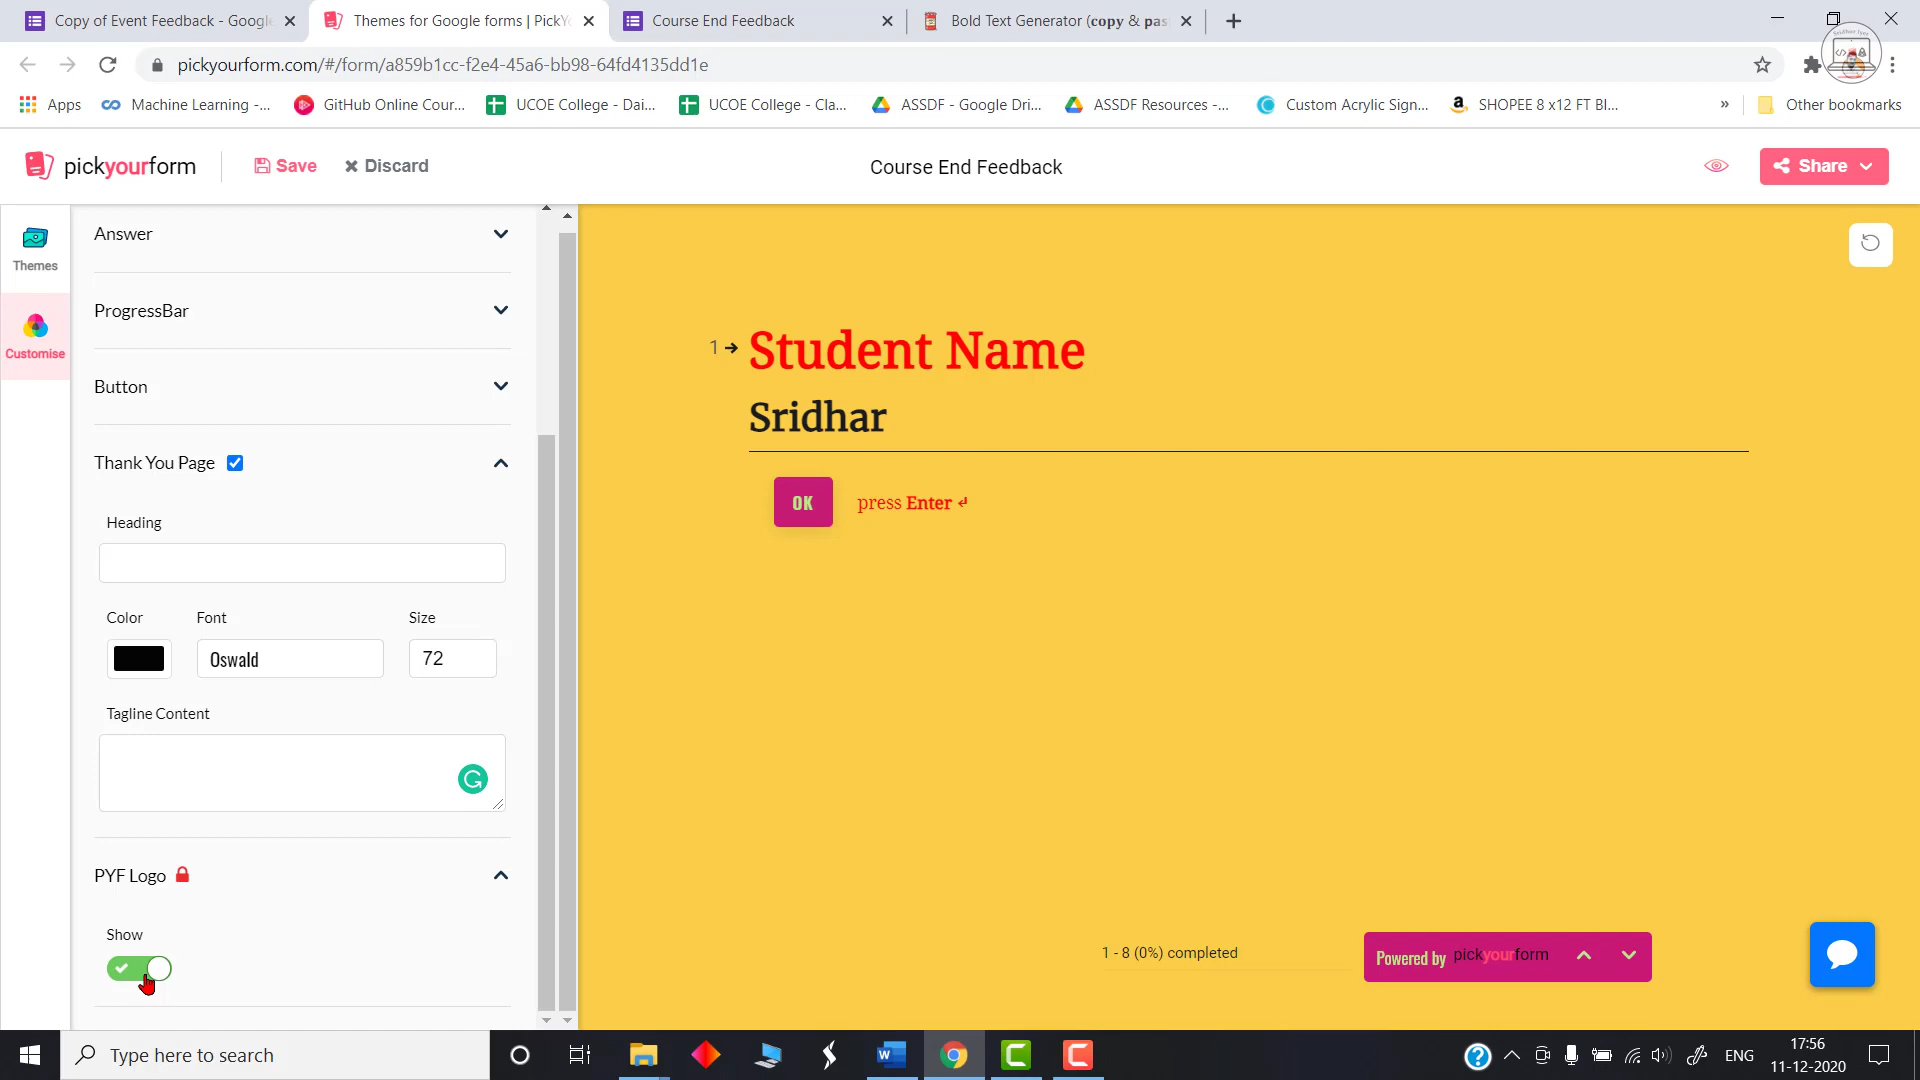 Copy of Event Feedback - Google
Themes for Google forms | PickYo
Course End Feedback
Bold Text Generator (copy & pas
pickyourform.com/#/form/a859b1cc-f2e4-45a6-bb98-64fd4135dd1e
Apps
Machine Learning -...
GitHub Online Cour...
UCOE College - Dai...
UCOE College - Cla...
ASSDF - Google Dri...
ASSDF Resources -...
Custom Acrylic Sign...
SHOPEE 8 x12 FT Bl...
»
Other bookmarks
pickyourform
Save
Discard
Course End Feedback
Share
Themes
Customise
Answer
ProgressBar
Button
Thank You Page
Heading
Color
Font
Size
Oswald
72
Tagline Content
PYF Logo
Show
1
Student Name
Sridhar
OK
press Enter ↵
1 - 8 (0%) completed
Powered by pickyourform
Type here to search
ENG
17:56
11-12-2020